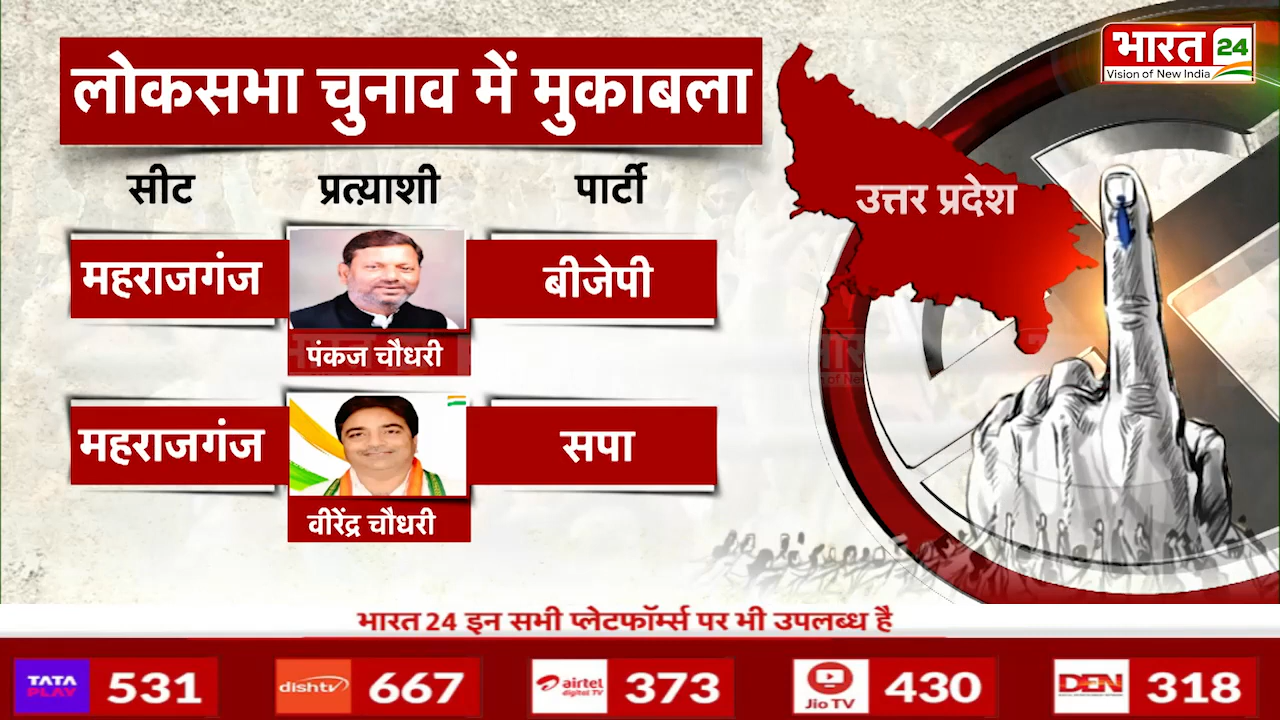 भारत 24
Vision of New India
लोकसभा चुनाव में मुकाबला
सीट प्रत्याशी पार्टी
उत्तर प्रदेश
महराजगंज बीजेपी
पंकज चौधरी
महराजगंज सपा
वीरेंद्र चौधरी
भारत 24 इन सभी प्लेटफॉर्म्स पर भी उपलब्ध है
TATA PLAY 531 dishtv 667 airtel digital TV 373 JioTV 430 DEN 318